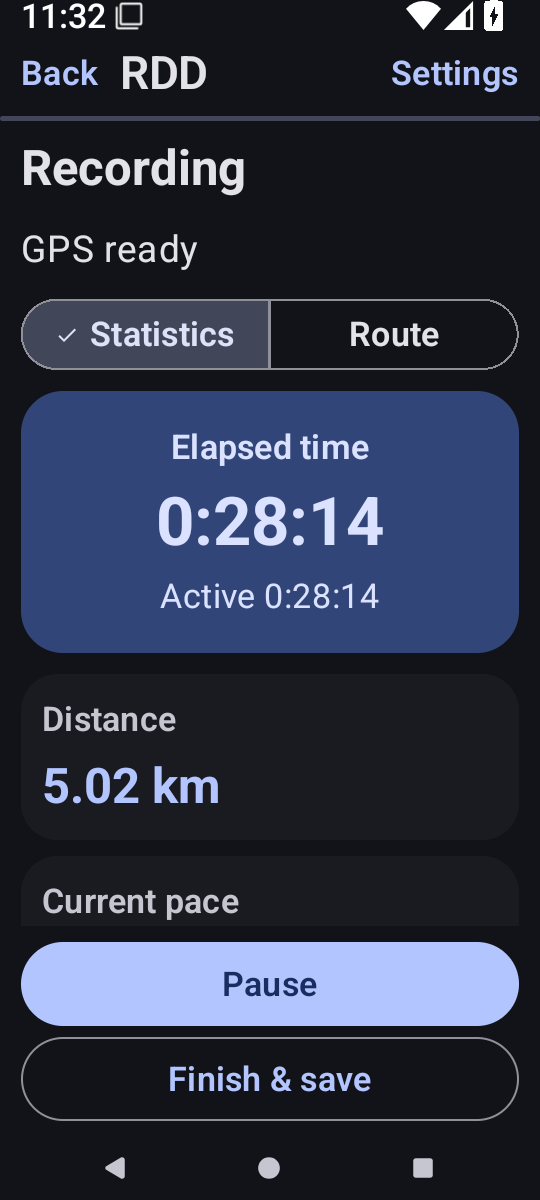 11:32
Back RDD Settings
Recording
GPS ready
Statistics Route
Elapsed time
0:28:14
Active 0:28:14
Distance
5.02 km
Current pace
Pause
Finish & save